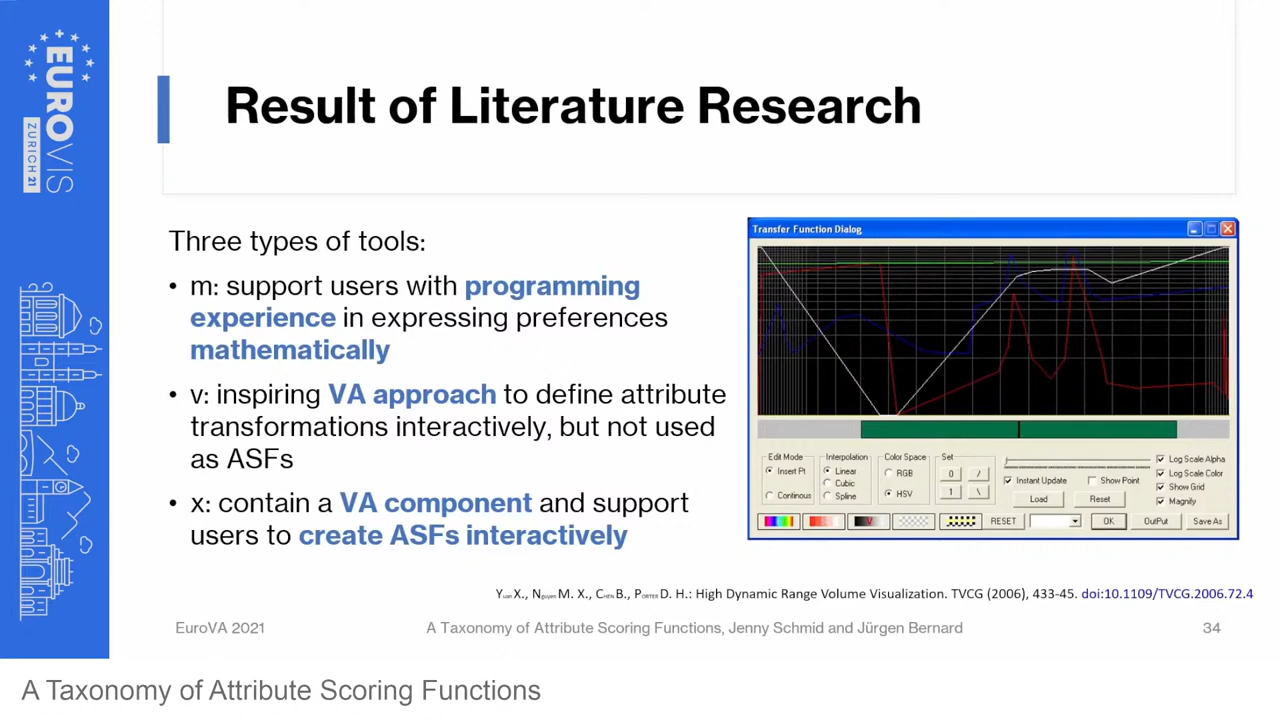 EUROVIS
ZURICH 21
Result of Literature Research
Three types of tools:
• m: support users with programming
experience in expressing preferences
mathematically
• v: inspiring VA approach to define attribute
transformations interactively, but not used
as ASFs
• x: contain a VA component and support
users to create ASFs interactively
Transfer Function Dialog
Edit Mode
Insert Pt
Continous
Interpolation
Linear
Cubic
Spline
Color Space
RGB
HSV
Set
0 /
1 \
Instant Update
Show Point
Load
Reset
Log Scale Alpha
Log Scale Color
Show Grid
Magnify
RESET
OK
OutPut
Save As
Yuan X., Nguyen M. X., Chen B., Porter D. H.: High Dynamic Range Volume Visualization. TVCG (2006), 433-45. doi:10.1109/TVCG.2006.72.4
EuroVA 2021
A Taxonomy of Attribute Scoring Functions, Jenny Schmid and Jürgen Bernard
34
A Taxonomy of Attribute Scoring Functions